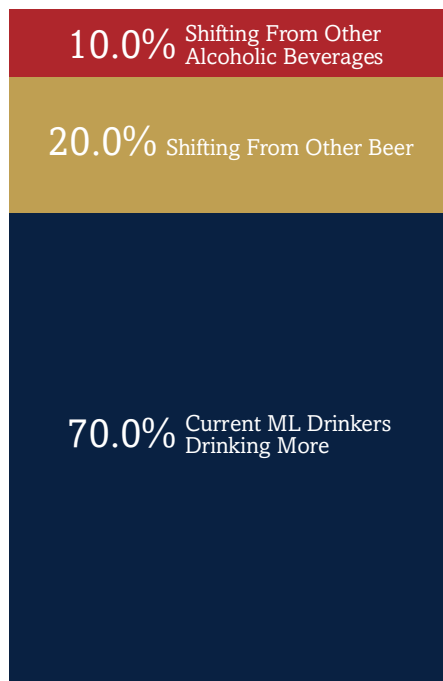 10.0% Shifting From Other
Alcoholic Beverages
20.0% Shifting From Other Beer
70.0% Current ML Drinkers
Drinking More